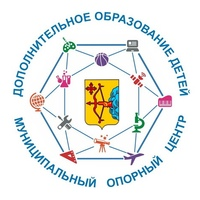 ДОПОЛНИТЕЛЬНОЕ ОБРАЗОВАНИЕ ДЕТЕЙ
МУНИЦИПАЛЬНЫЙ ОПОРНЫЙ ЦЕНТР